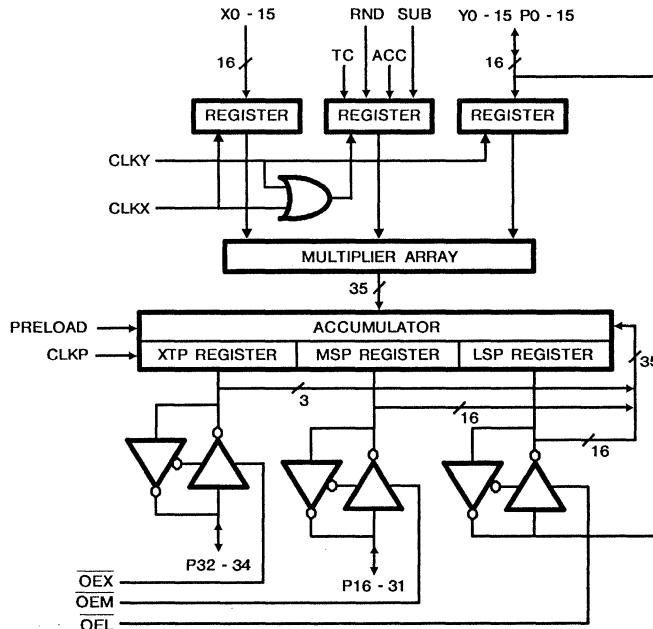 X0 - 15 RND SUB Y0 - 15 P0 - 15
16 TC ACC 16
REGISTER REGISTER REGISTER
CLKY
CLKX
MULTIPLIER ARRAY
35
PRELOAD ACCUMULATOR
CLKP XTP REGISTER MSP REGISTER LSP REGISTER
35
3
16
16
P32 - 34 P16 - 31
OEX
OEM
OEL